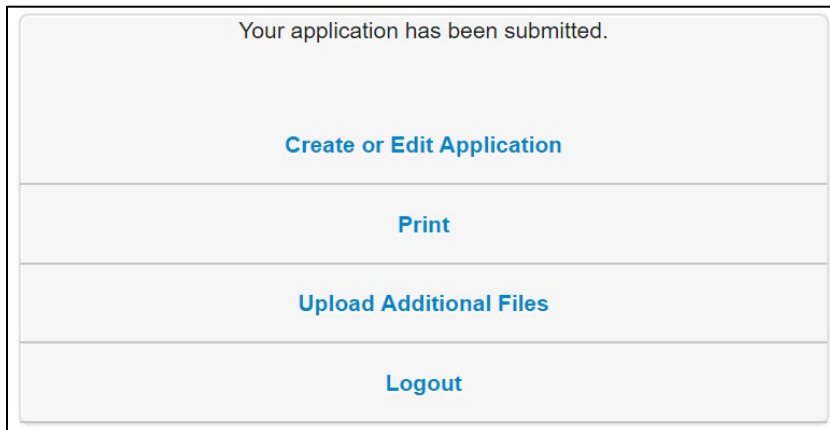 Your application has been submitted.
Create or Edit Application
Print
Upload Additional Files
Logout